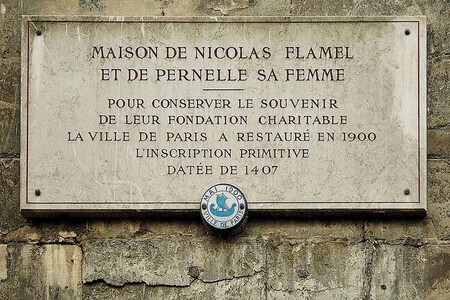 MAISON DE NICOLAS FLAMEL
ET DE PERNELLE SA FEMME
POUR CONSERVER LE SOUVENIR
DE LEUR FONDATION CHARITABLE
LA VILLE DE PARIS A RESTAURÉ EN 1900
L'INSCRIPTION PRIMITIVE
DATÉE DE 1407
MAI 1900
VILLE DE PARIS